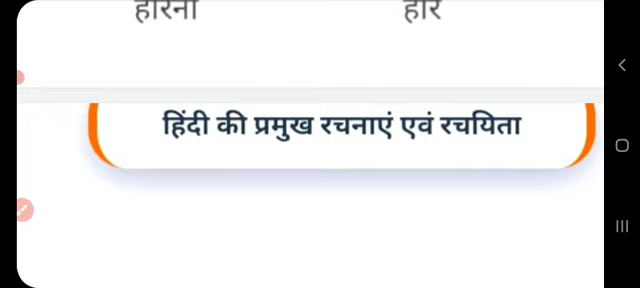 हारना हार
हिंदी की प्रमुख रचनाएं एवं रचयिता